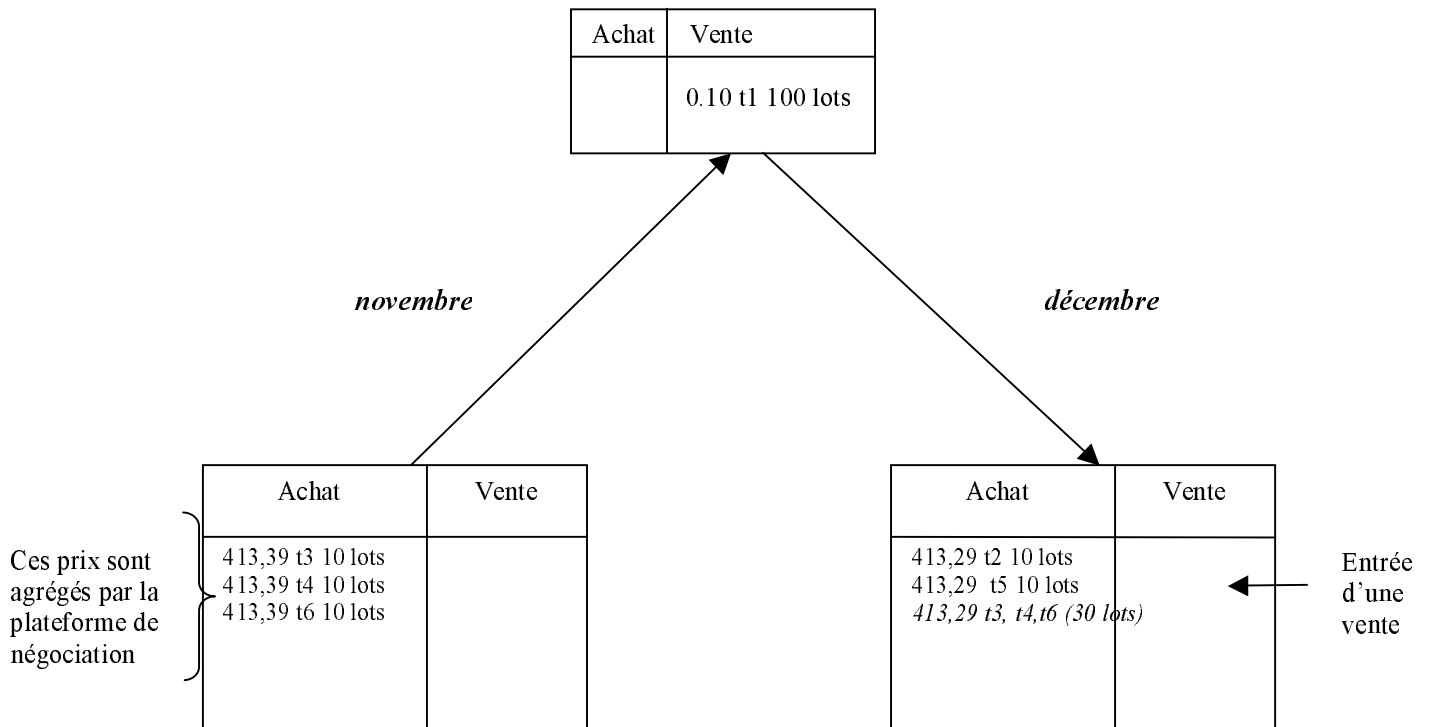 Achat Vente
0.10 t1 100 lots
novembre
décembre
Achat Vente
413,39 t3 10 lots
413,39 t4 10 lots
413,39 t6 10 lots
Ces prix sont
agrégés par la
plateforme de
négociation
Achat Vente
413,29 t2 10 lots
413,29 t5 10 lots
413,29 t3, t4,t6 (30 lots)
Entrée
d’une
vente